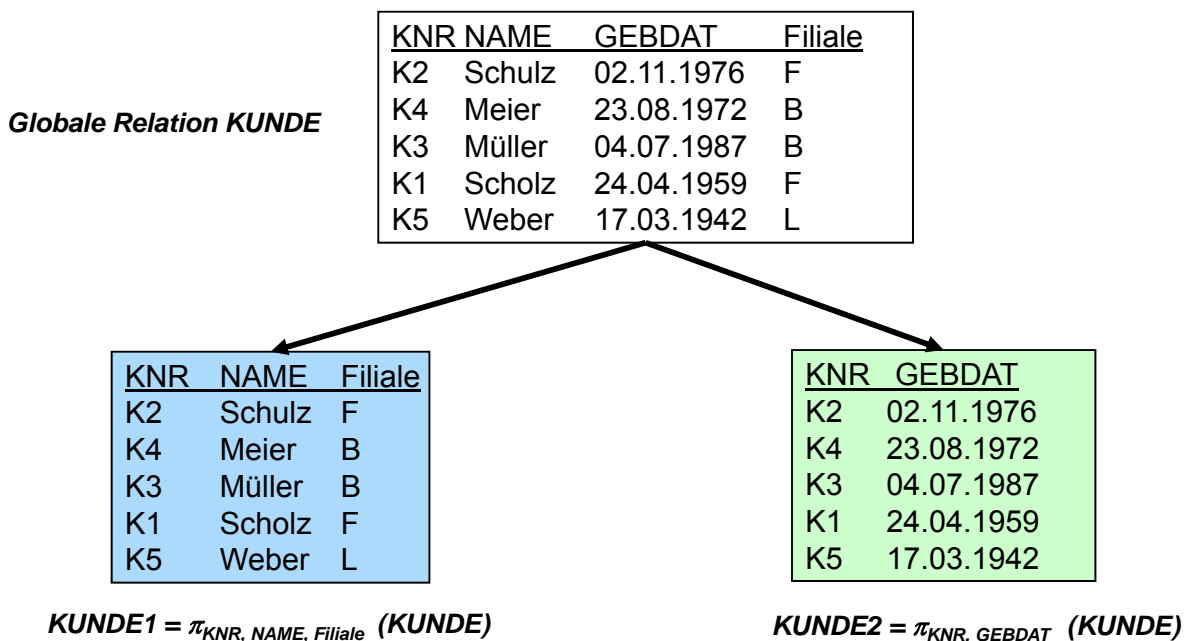 KNR NAME GEBDAT Filiale
K2 Schulz 02.11.1976 F
K4 Meier 23.08.1972 B
Globale Relation KUNDE
K3 Müller 04.07.1987 B
K1 Scholz 24.04.1959 F
K5 Weber 17.03.1942 L
KNR NAME Filiale
K2 Schulz F
K4 Meier B
K3 Müller B
K1 Scholz F
K5 Weber L
KUNDE1 = π KNR, NAME, Filiale (KUNDE)
KNR GEBDAT
K2 02.11.1976
K4 23.08.1972
K3 04.07.1987
K1 24.04.1959
K5 17.03.1942
KUNDE2 = π KNR, GEBDAT (KUNDE)